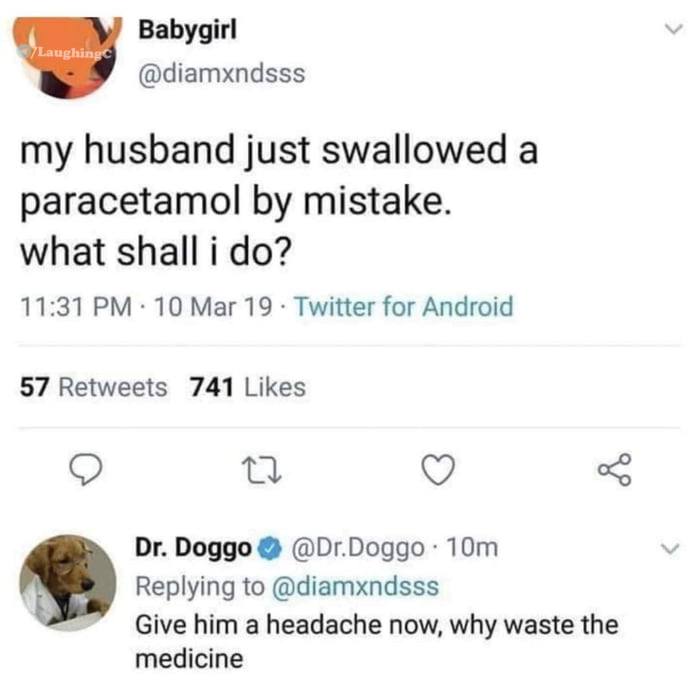 Babygirl
/LaughingC
@diamxndsss
my husband just swallowed a
paracetamol by mistake.
what shall i do?
11:31 PM · 10 Mar 19 · Twitter for Android
57 Retweets 741 Likes
Dr. Doggo @Dr.Doggo · 10m
Replying to @diamxndsss
Give him a headache now, why waste the
medicine